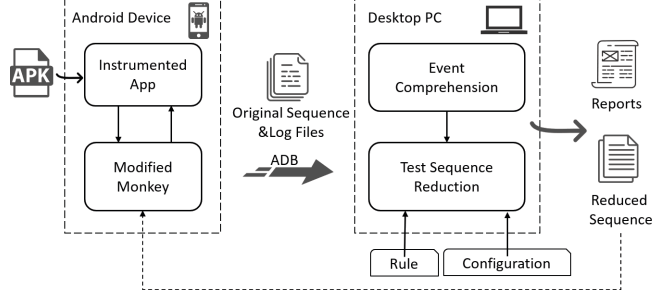 Android Device
APK
Instrumented
App
Modified
Monkey
Original Sequence
&Log Files
ADB
Desktop PC
Event
Comprehension
Test Sequence
Reduction
Rule
Configuration
Reports
Reduced
Sequence